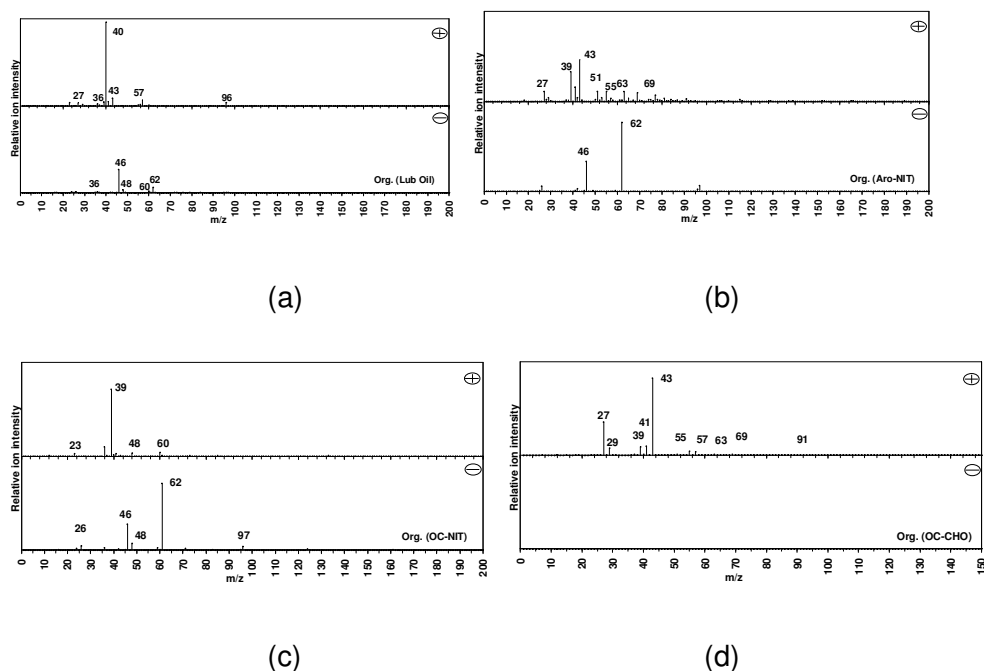 Relative ion intensity
40
27
36
43
57
96
46
36
48
60
62
Org. (Lub Oil)
0 10 20 30 40 50 60 70 80 90 100 110 120 130 140 150 160 170 180 190 200
m/z
(a)
Relative ion intensity
27
39
43
51
55
63
69
62
46
Org. (Aro-NIT)
0 10 20 30 40 50 60 70 80 90 100 110 120 130 140 150 160 170 180 190 200
m/z
(b)
Relative ion intensity
39
23
48
60
62
46
26
48
97
Org. (OC-NIT)
0 10 20 30 40 50 60 70 80 90 100 110 120 130 140 150 160 170 180 190 200
m/z
(c)
Relative ion intensity
43
27
41
29
39
55
57
63
69
91
Org. (OC-CHO)
0 10 20 30 40 50 60 70 80 90 100 110 120 130 140 150
m/z
(d)